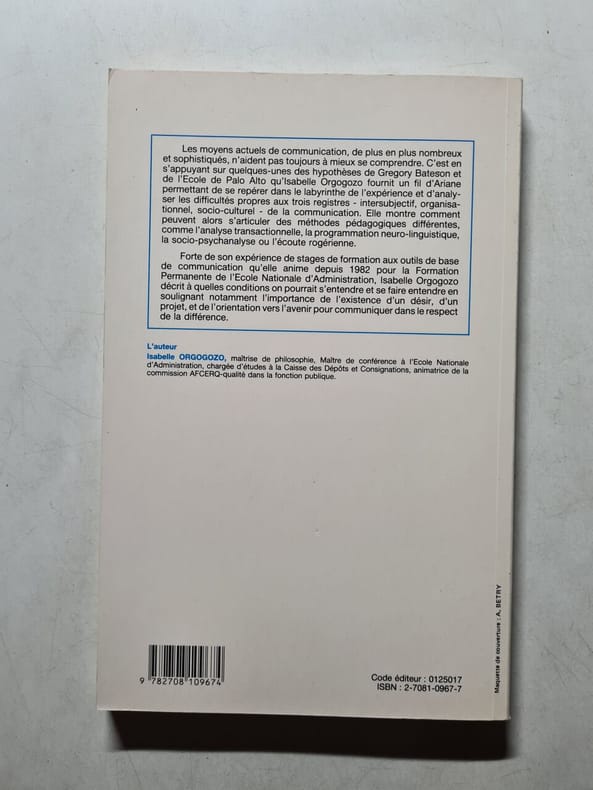 Les moyens actuels de communication, de plus en plus nombreux
et sophistiqués, n'aident pas toujours à mieux se comprendre. C'est en
s'appuyant sur quelques-unes des hypothèses de Gregory Bateson et
de l'Ecole de Palo Alto qu'Isabelle Orgogozo fournit un fil d'Ariane
permettant de se repérer dans le labyrinthe de l'expérience et d'analy-
ser les difficultés propres aux trois registres - intersubjectif, organisa-
tionnel, socio-culturel - de la communication. Elle montre comment
peuvent alors s'articuler des méthodes pédagogiques différentes,
comme l'analyse transactionnelle, la programmation neuro-linguistique,
la socio-psychanalyse ou l'écoute rogérienne.
Forte de son expérience de stages de formation aux outils de base
de communication qu'elle anime depuis 1982 pour la Formation
Permanente de l'Ecole Nationale d'Administration, Isabelle Orgogozo
décrit à quelles conditions on pourrait s'entendre et se faire entendre en
soulignant notamment l'importance de l'existence d'un désir, d'un
projet, et de l'orientation vers l'avenir pour communiquer dans le respect
de la différence.
L'auteur
Isabelle ORGOGOZO, maîtrise de philosophie, Maître de conférence à l'Ecole Nationale
d'Administration, chargée d'études à la Caisse des Dépôts et Consignations, animatrice de la
commission AFCERQ-qualité dans la fonction publique.
Maquette de couverture : A. BETRY
9 782708 109674
Code éditeur : 0125017
ISBN : 2-7081-0967-7